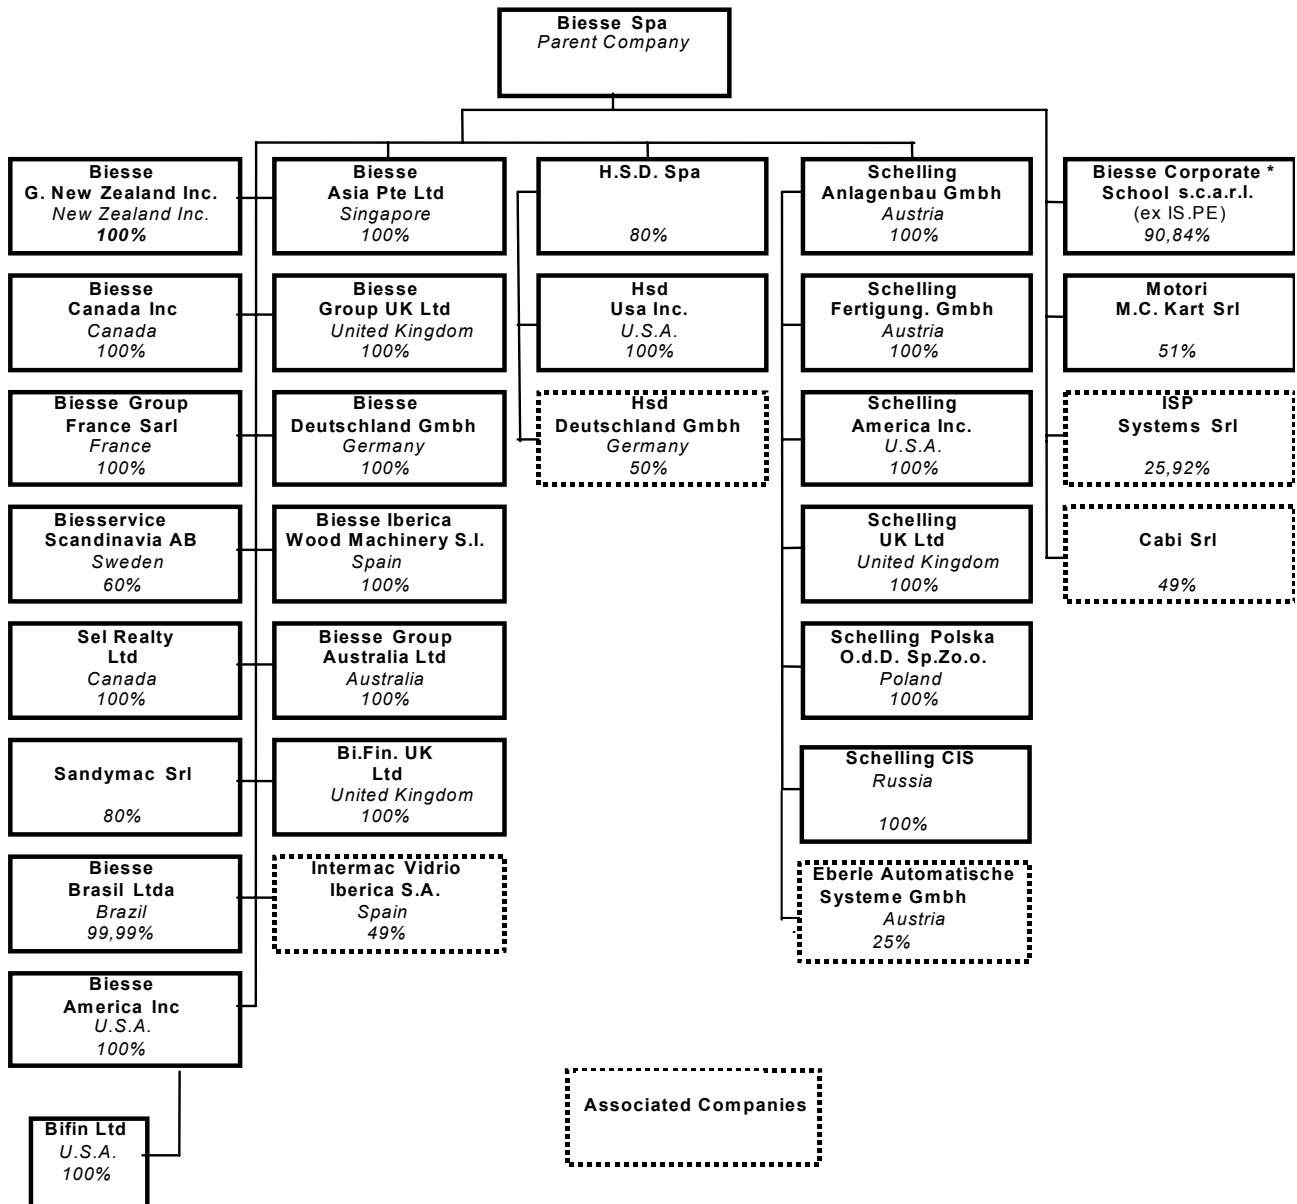 Biesse Spa
Parent Company
Biesse
G. New Zealand Inc.
New Zealand Inc.
100%
Biesse
Asia Pte Ltd
Singapore
100%
H.S.D. Spa
80%
Schelling
Anlagenbau Gmbh
Austria
100%
Biesse Corporate *
School s.c.a.r.l.
(ex IS.PE)
90,84%
Biesse
Canada Inc
Canada
100%
Biesse
Group UK Ltd
United Kingdom
100%
Hsd
Usa Inc.
U.S.A.
100%
Schelling
Fertigung. Gmbh
Austria
100%
Motori
M.C. Kart Srl
51%
Biesse Group
France Sarl
France
100%
Biesse
Deutschland Gmbh
Germany
100%
Hsd
Deutschland Gmbh
Germany
50%
Schelling
America Inc.
U.S.A.
100%
ISP
Systems Srl
25,92%
Biesservice
Scandinavia AB
Sweden
60%
Biesse Iberica
Wood Machinery S.l.
Spain
100%
Schelling
UK Ltd
United Kingdom
100%
Cabi Srl
49%
Sel Realty
Ltd
Canada
100%
Biesse Group
Australia Ltd
Australia
100%
Schelling Polska
O.d.D. Sp.Zo.o.
Poland
100%
Sandymac Srl
80%
Bi.Fin. UK
Ltd
United Kingdom
100%
Schelling CIS
Russia
100%
Biesse
Brasil Ltda
Brazil
99,99%
Intermac Vidrio
Iberica S.A.
Spain
49%
Eberle Automatische
Systeme Gmbh
Austria
25%
Biesse
America Inc
U.S.A.
100%
Associated Companies
Bifin Ltd
U.S.A.
100%